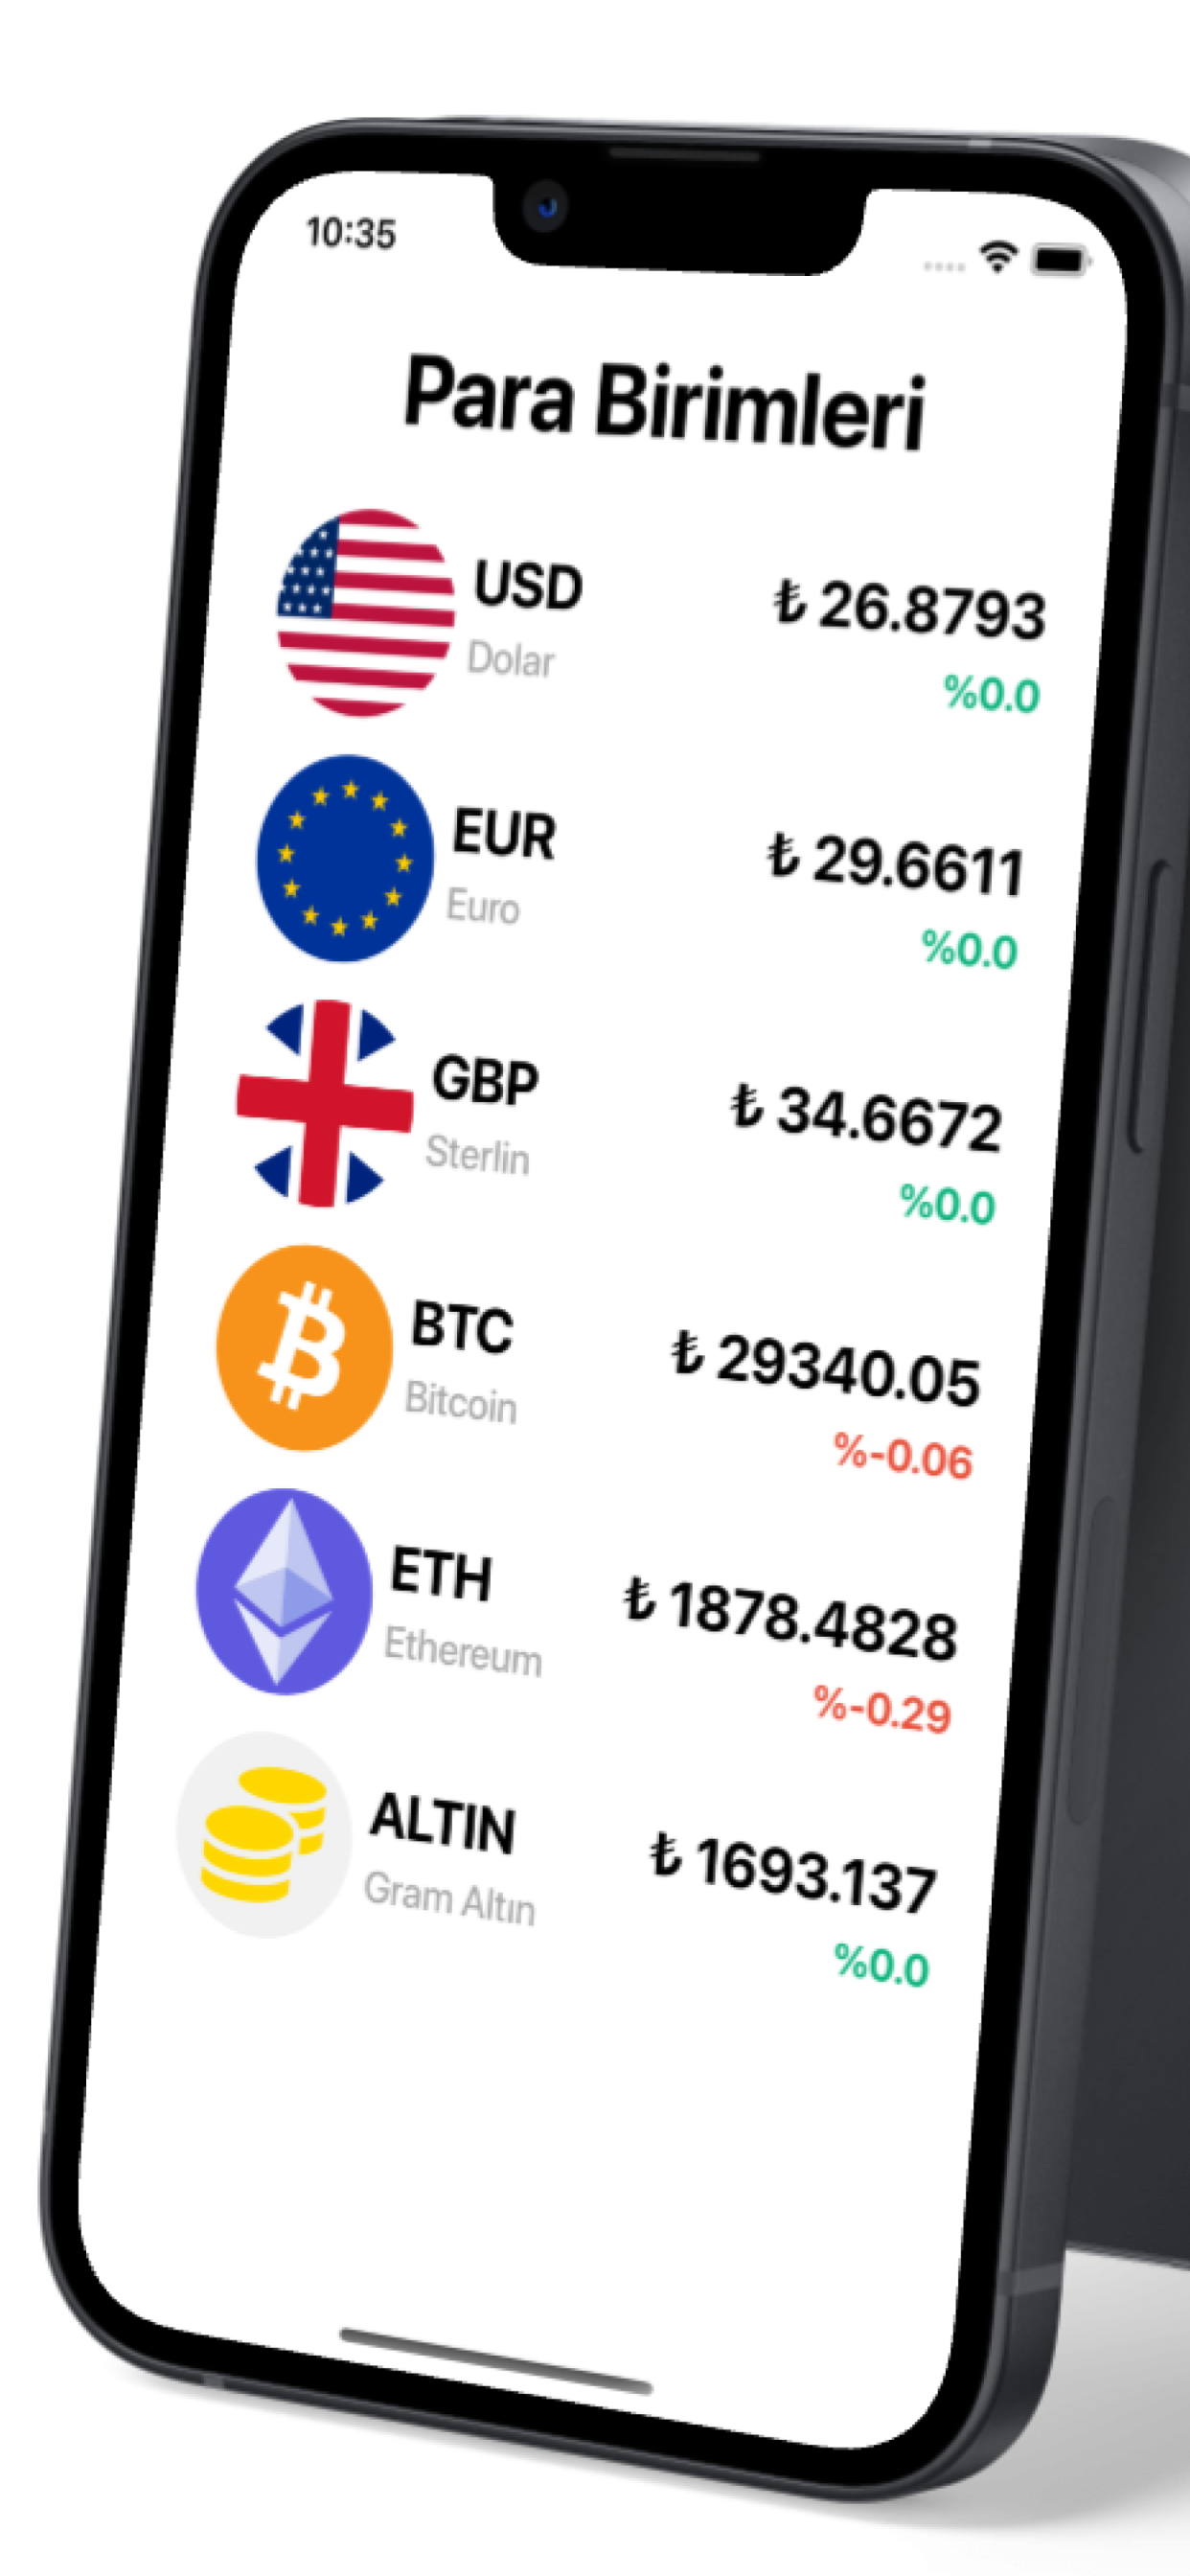 10:35
Para Birimleri
USD
₺ 26.8793
Dolar
%0.0
EUR
₺ 29.6611
Euro
%0.0
GBP
₺ 34.6672
Sterlin
%0.0
BTC
₺ 29340.05
Bitcoin
%-0.06
ETH
₺ 1878.4828
Ethereum
%-0.29
ALTIN
₺ 1693.137
Gram Altın
%0.0